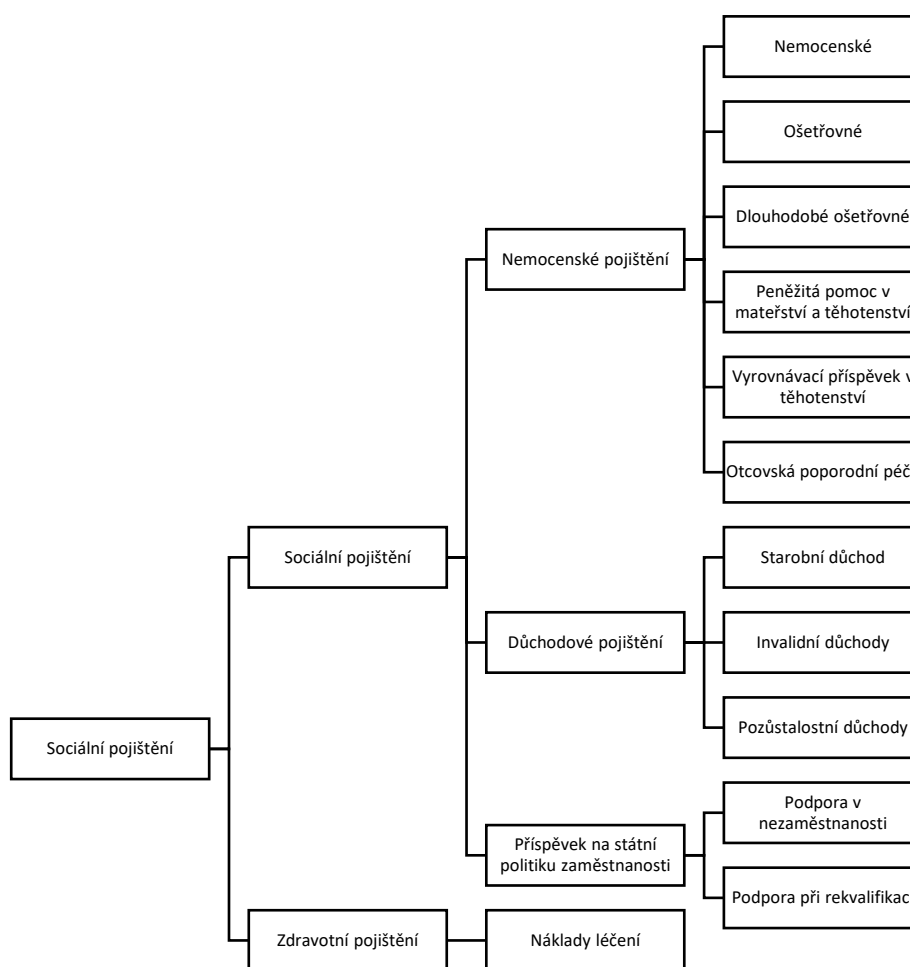 Nemocenské
Ošetřovné
Dlouhodobé ošetřovné
Nemocenské pojištění
Peněžitá pomoc v
mateřství a těhotenství
Vyrovnávací příspěvek v
těhotenství
Otcovská poporodní péč
Sociální pojištění
Starobní důchod
Důchodové pojištění
Invalidní důchody
Pozůstalostní důchody
Sociální pojištění
Podpora v
nezaměstnanosti
Příspěvek na státní
politiku zaměstnanosti
Podpora při rekvalifikac
Zdravotní pojištění
Náklady léčení